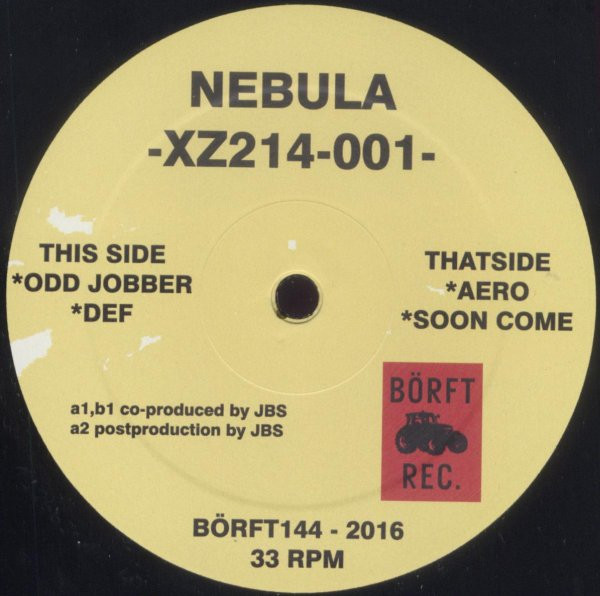 NEBULA
-XZ214-001-
THIS SIDE
*ODD JOBBER
*DEF
THATSIDE
*AERO
*SOON COME
a1,b1 co-produced by JBS
a2 postproduction by JBS
BÖRFT
REC.
BÖRFT144 - 2016
33 RPM